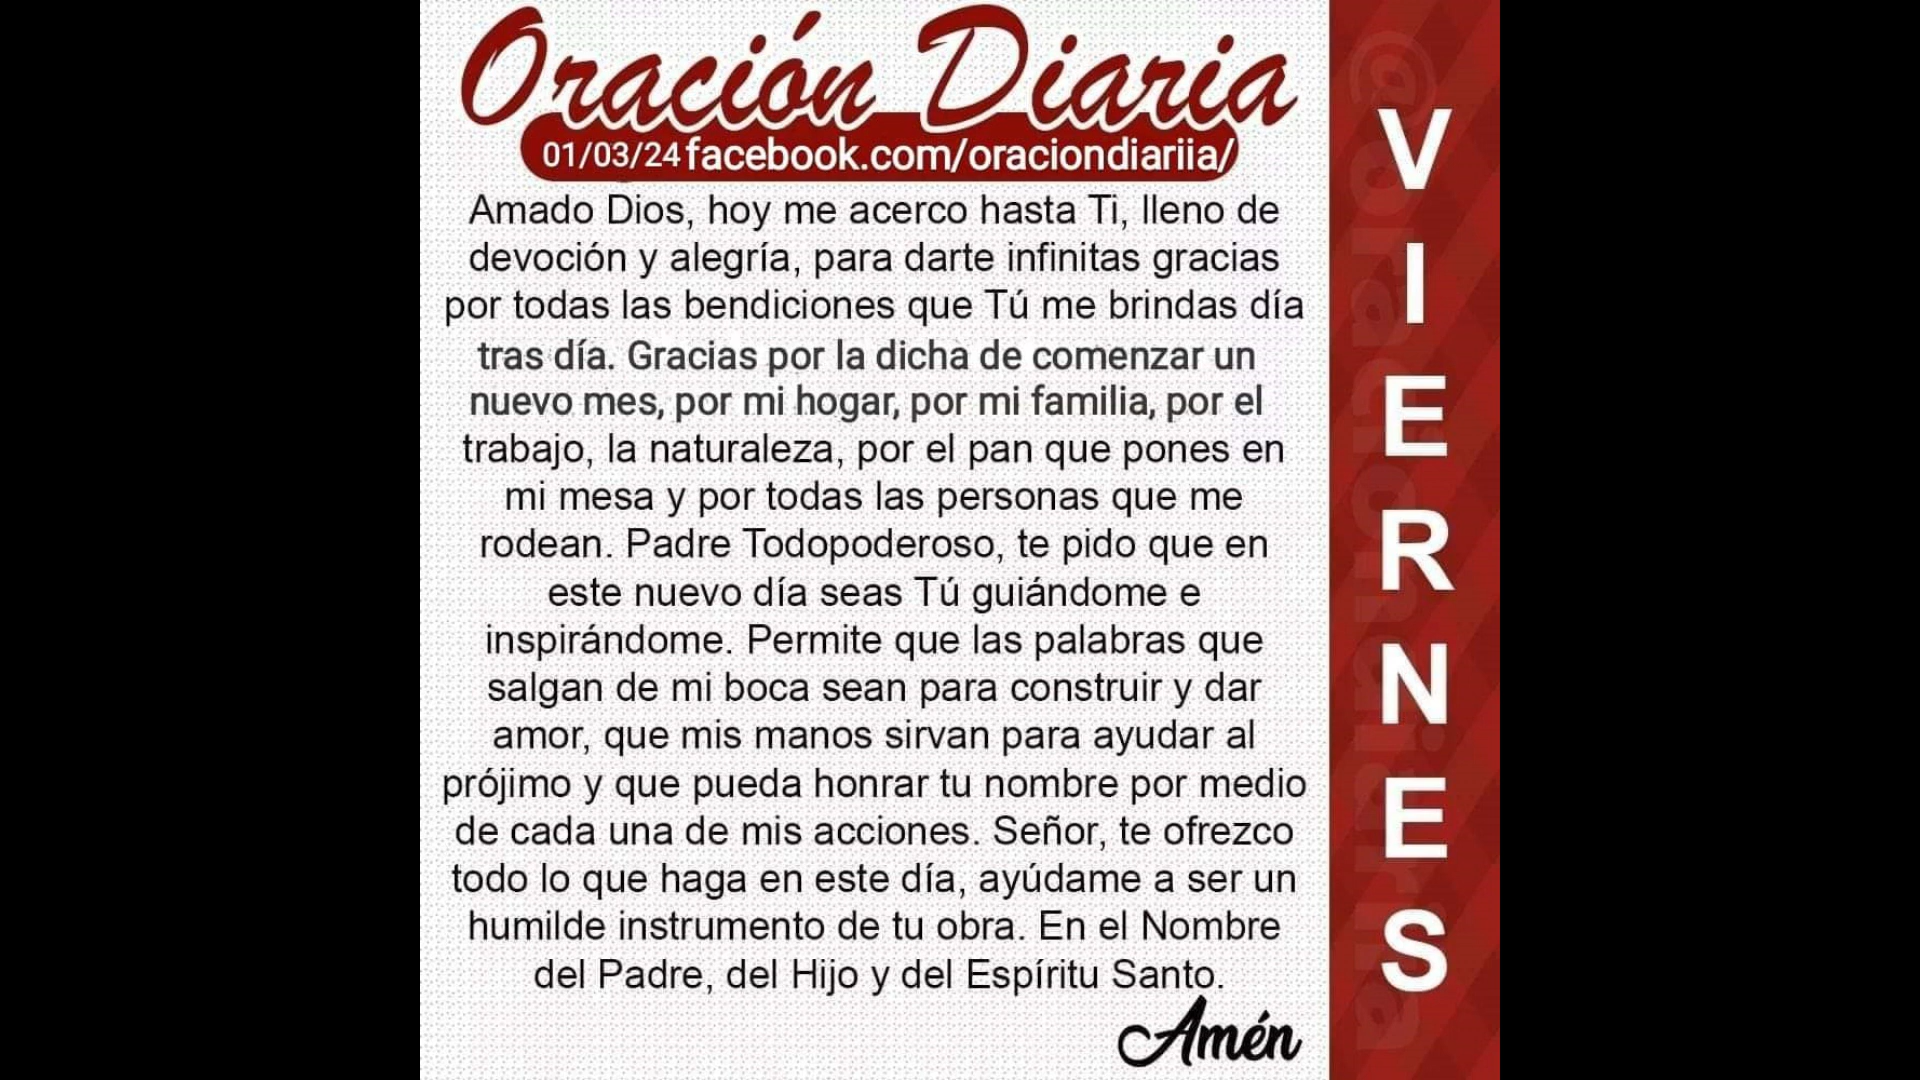 Oración Diaria
01/03/24 facebook.com/oraciondiariia/
Amado Dios, hoy me acerco hasta Ti, lleno de
devoción y alegría, para darte infinitas gracias
por todas las bendiciones que Tú me brindas día
tras día. Gracias por la dicha de comenzar un
nuevo mes, por mi hogar, por mi familia, por el
trabajo, la naturaleza, por el pan que pones en
mi mesa y por todas las personas que me
rodean. Padre Todopoderoso, te pido que en
este nuevo día seas Tú guiándome e
inspirándome. Permite que las palabras que
salgan de mi boca sean para construir y dar
amor, que mis manos sirvan para ayudar al
prójimo y que pueda honrar tu nombre por medio
de cada una de mis acciones. Señor, te ofrezco
todo lo que haga en este día, ayúdame a ser un
humilde instrumento de tu obra. En el Nombre
del Padre, del Hijo y del Espíritu Santo.
Amén
VIERNES